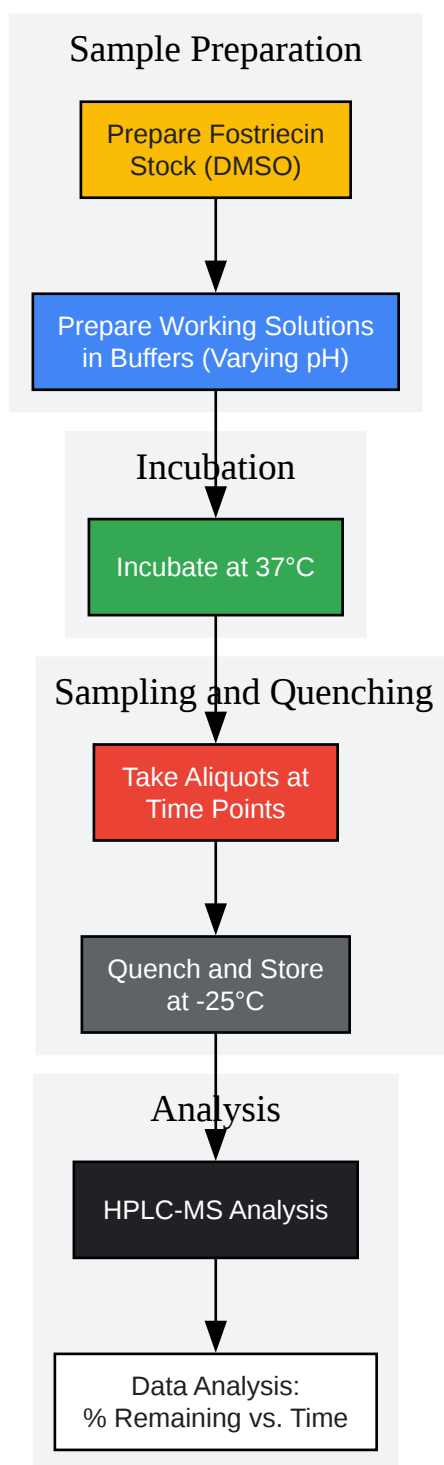 Sample Preparation
Prepare Fostriecin
Stock (DMSO)
Prepare Working Solutions
in Buffers (Varying pH)
Incubation
Incubate at 37°C
Sampling and Quenching
Take Aliquots at
Time Points
Quench and Store
at -25°C
Analysis
HPLC-MS Analysis
Data Analysis:
% Remaining vs. Time